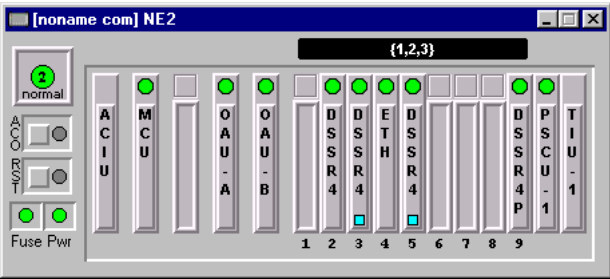 [noname com] NE2
{1,2,3}
2
normal
ACO
RST
Fuse Pwr
ACIU
MCU
OAU-A
OAU-B
DSSR4
DSSR4
ETH
DSSR4
DSSR4P
PSCU-1
TIU-1
1 2 3 4 5 6 7 8 9